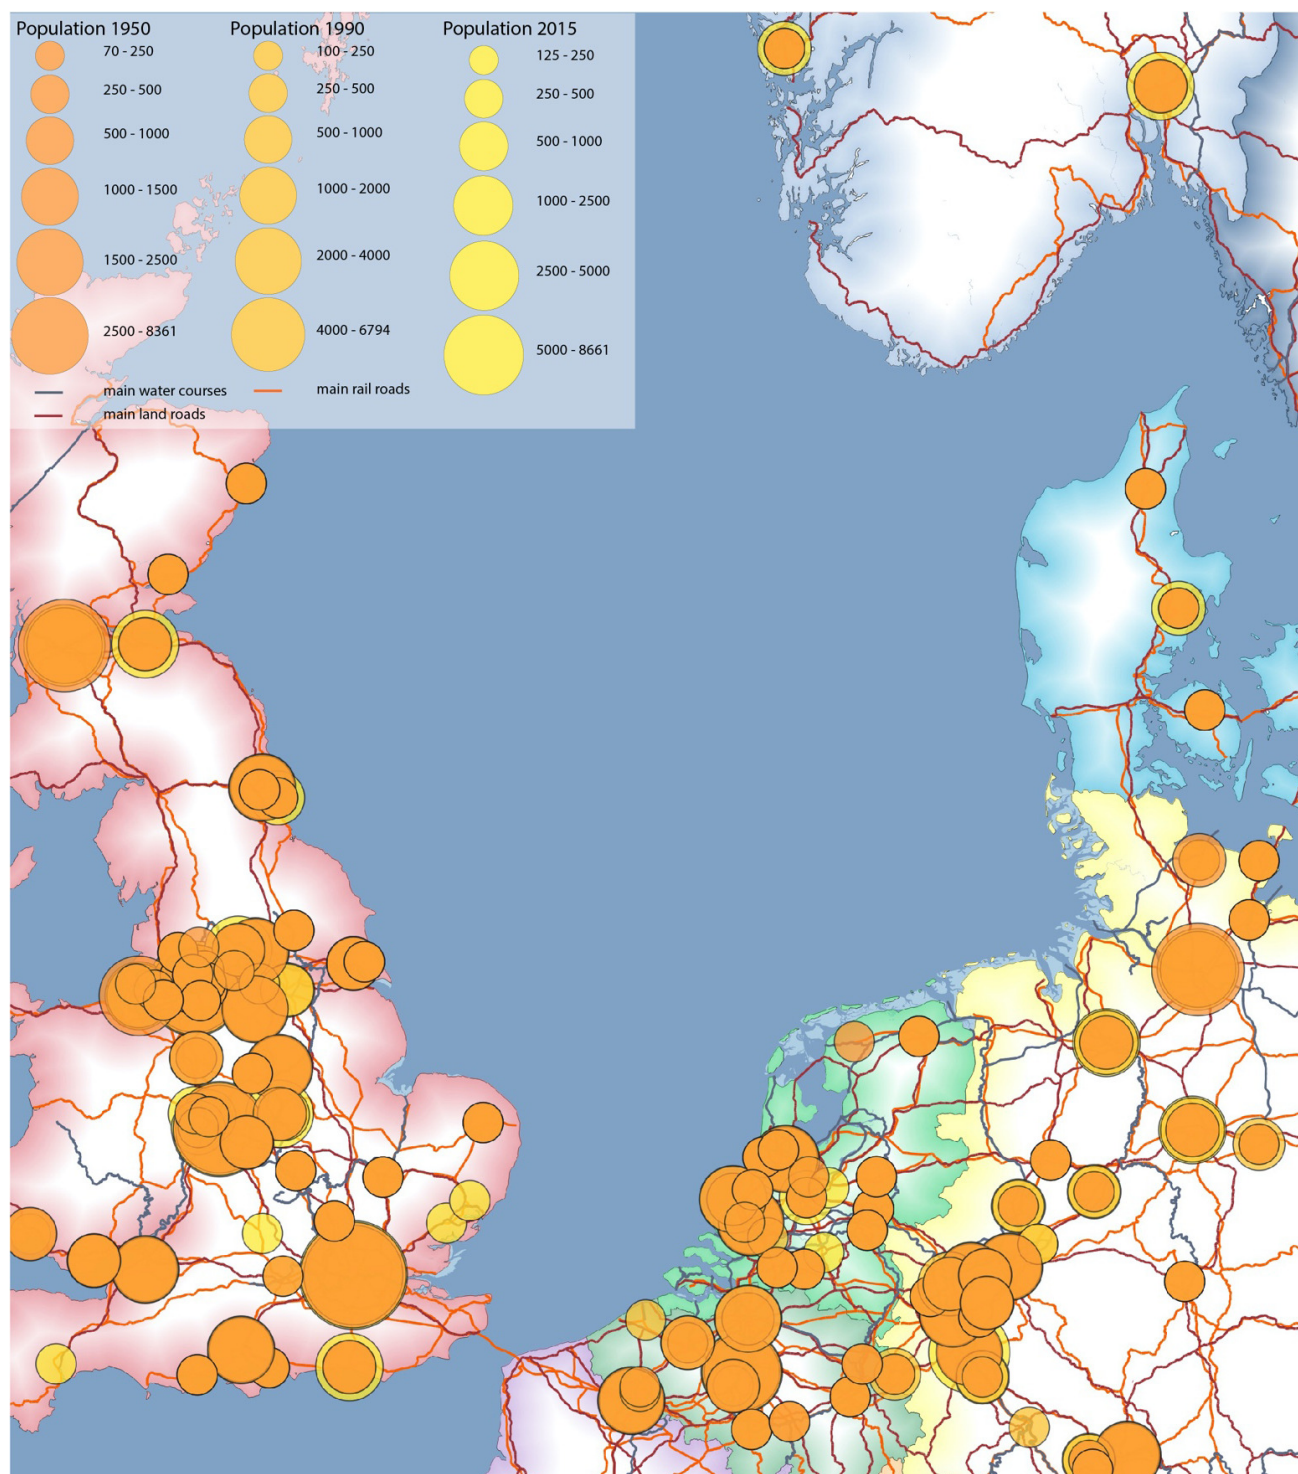 Population 1950
70 - 250
250 - 500
500 - 1000
1000 - 1500
1500 - 2500
2500 - 8361
Population 1990
100 - 250
250 - 500
500 - 1000
1000 - 2000
2000 - 4000
4000 - 6794
Population 2015
125 - 250
250 - 500
500 - 1000
1000 - 2500
2500 - 5000
5000 - 8661
main water courses
main land roads
main rail roads